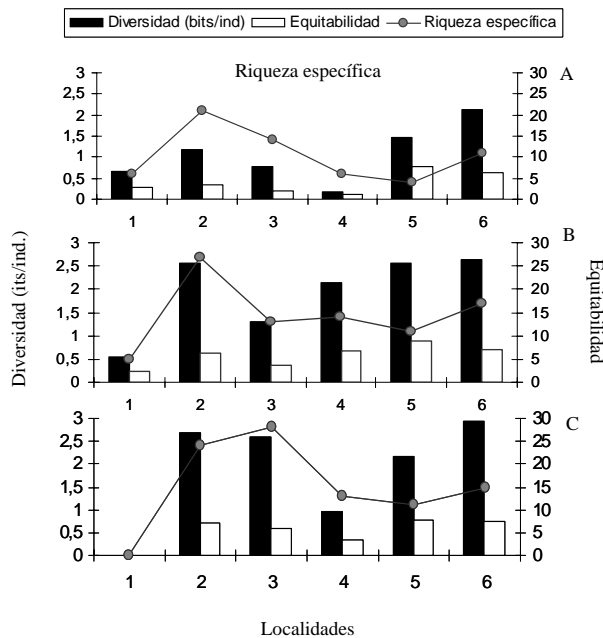 Diversidad (bits/ind) Equitabilidad Riqueza específica
Riqueza específica
A
3 30
2,5 25
2 20
1,5 15
1 10
0,5 5
0 0
1 2 3 4 5 6
B
3 30
2,5 25
2 20
1,5 15
1 10
0,5 5
0 0
1 2 3 4 5 6
C
3 30
2,5 25
2 20
1,5 15
1 10
0,5 5
0 0
1 2 3 4 5 6
Diversidad (its/ind.)
Equitabilidad
Localidades